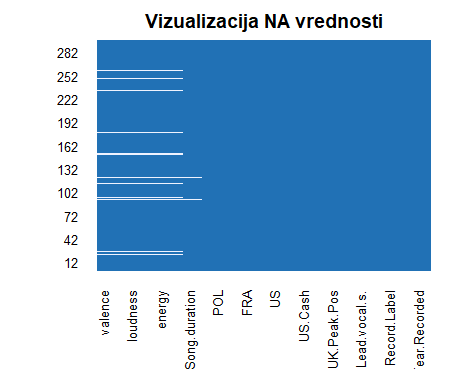 Vizualizacija NA vrednosti
282
252
222
192
162
132
102
72
42
12
valence
loudness
energy
Song.duration
POL
FRA
US
US.Cash
UK.Peak.Pos
Lead.vocal.s.
Record.Label
Year.Recorded